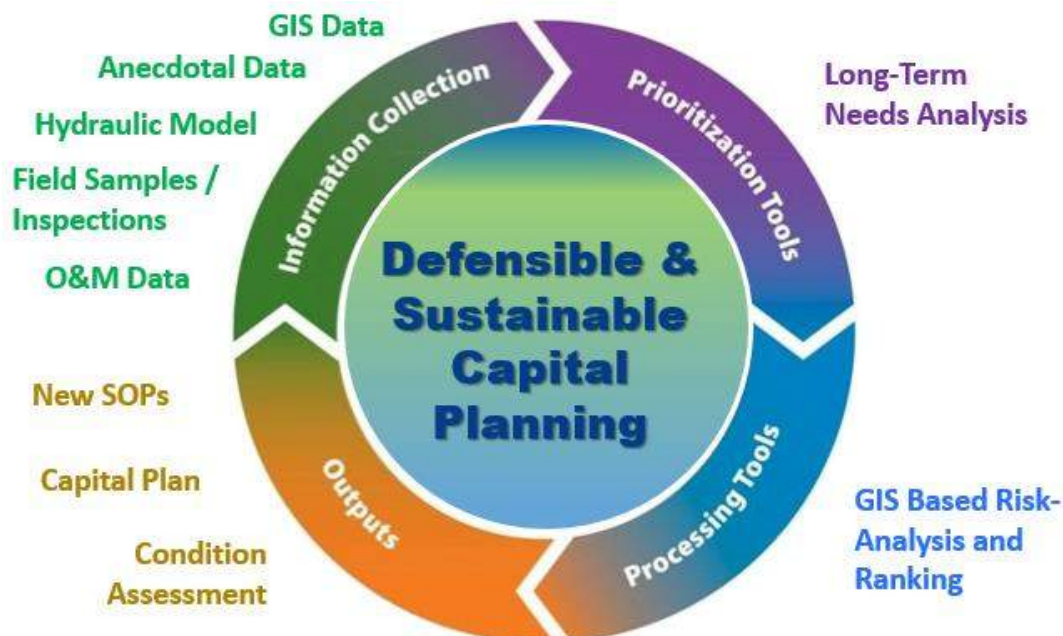 GIS Data
Anecdotal Data
Hydraulic Model
Field Samples /
Inspections
O&M Data
Information Collection
Prioritization Tools
Long-Term
Needs Analysis
Defensible &
Sustainable
Capital
Planning
New SOPs
Capital Plan
Condition
Assessment
Outputs
Processing Tools
GIS Based Risk-
Analysis and
Ranking